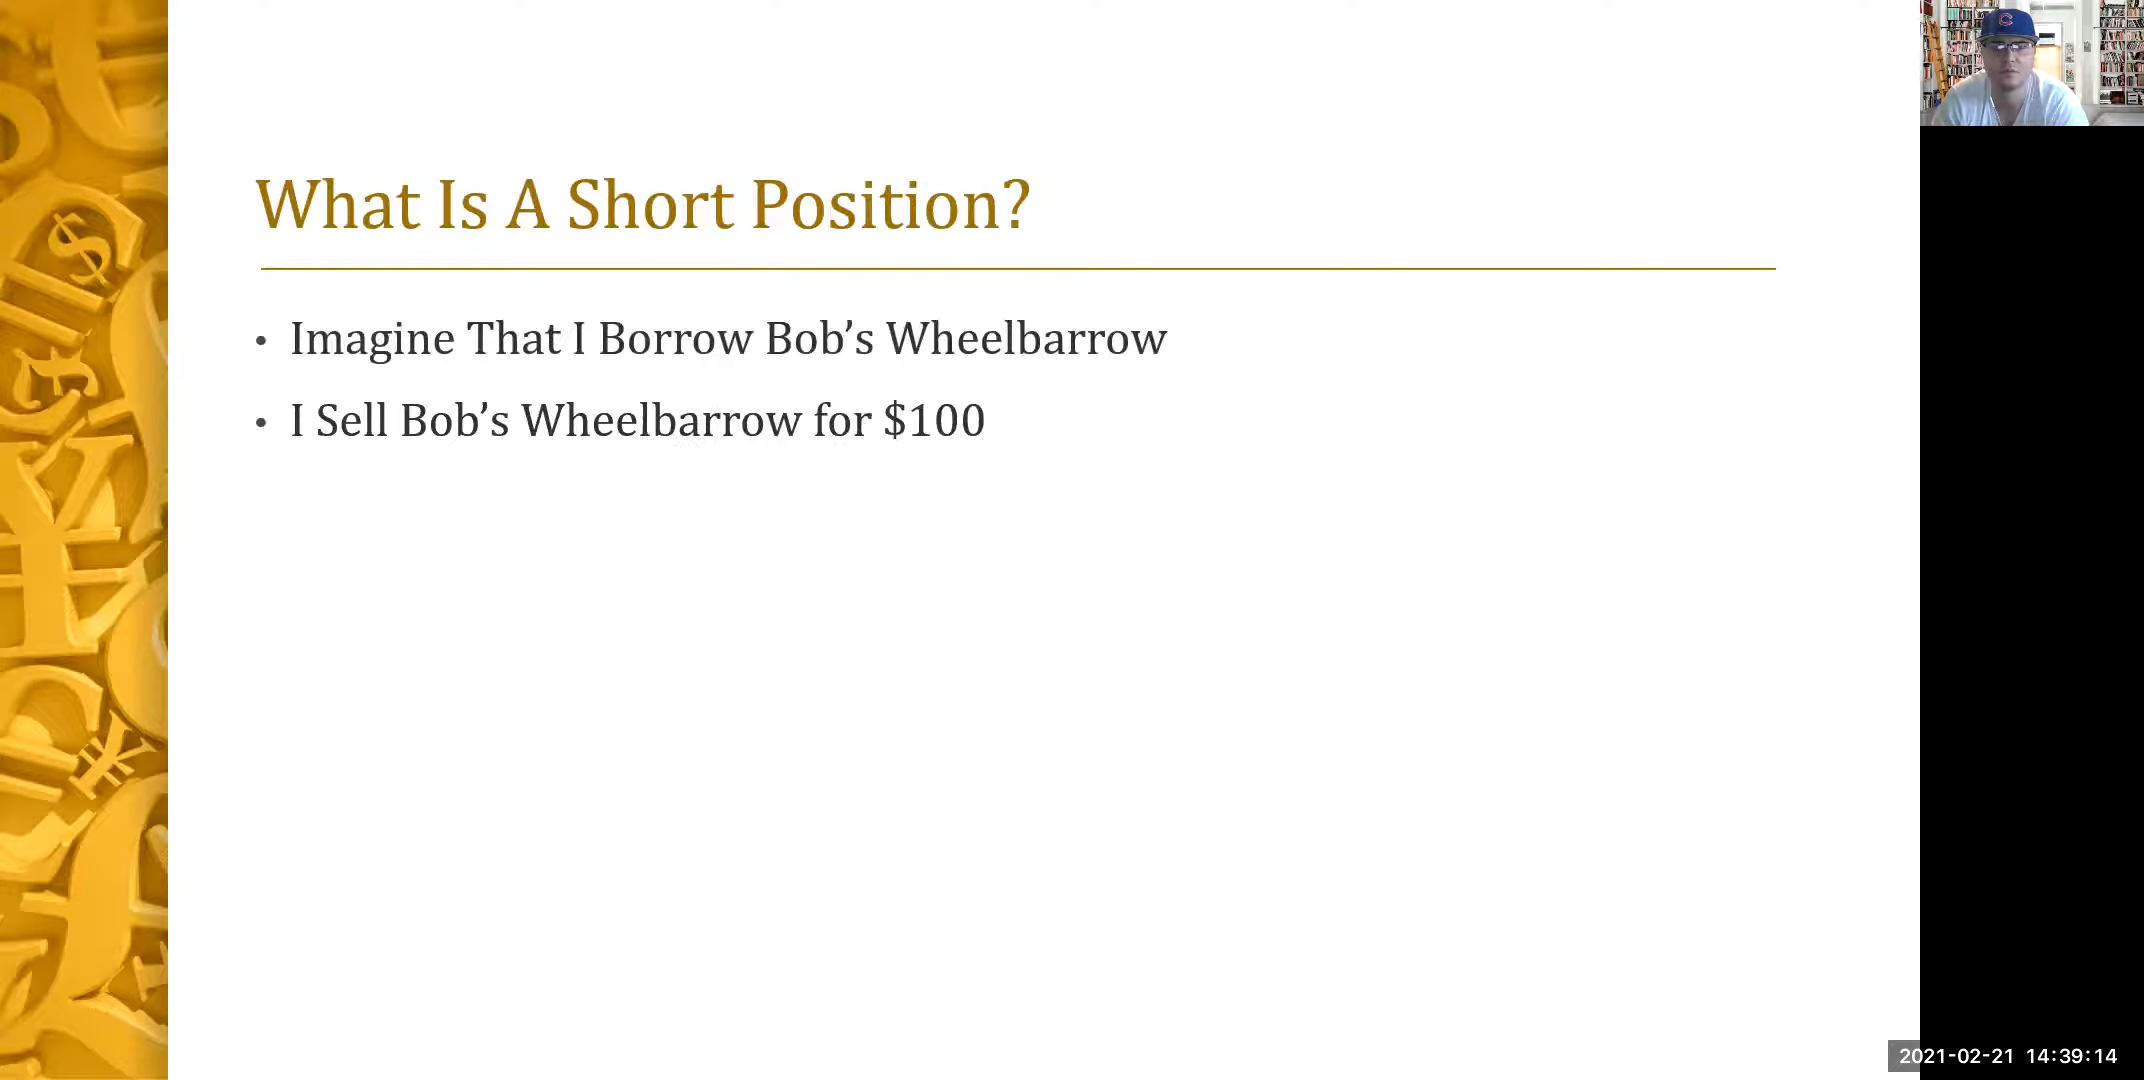 What Is A Short Position?
• Imagine That I Borrow Bob’s Wheelbarrow
• I Sell Bob’s Wheelbarrow for $100
C
2021-02-21 14:39:14